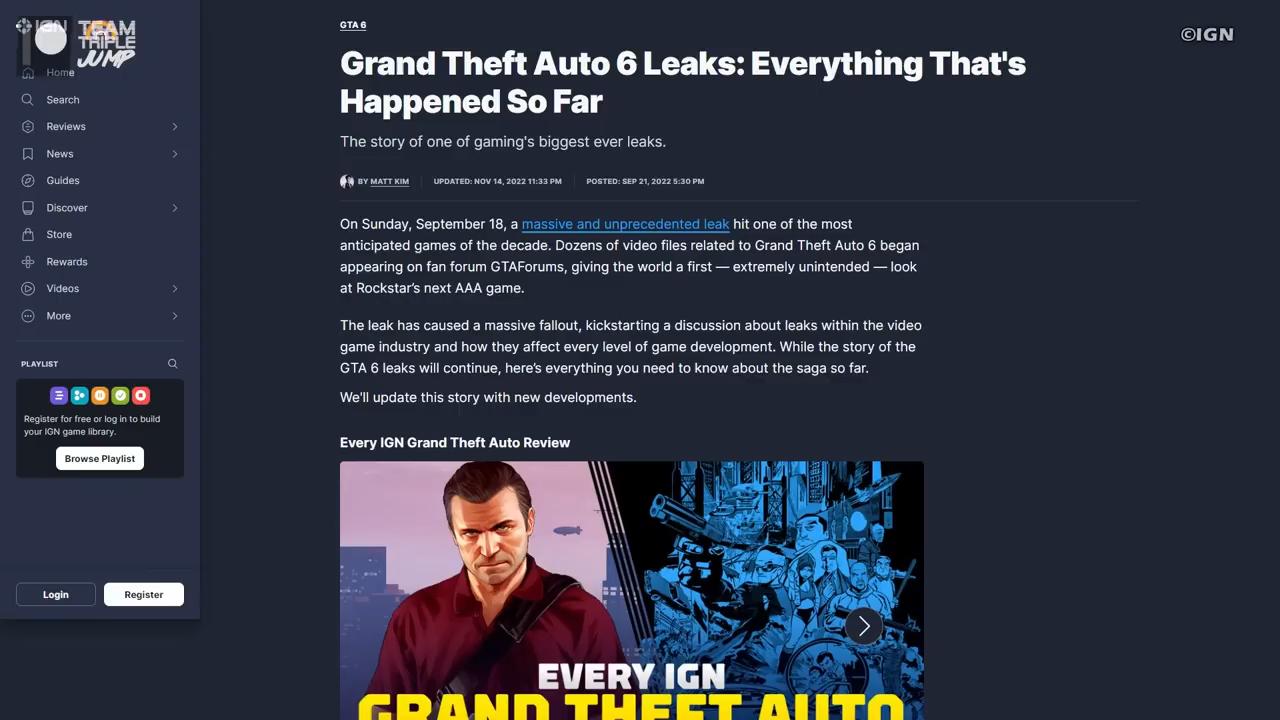 IGN
TEAM
TRIPLE
JUMP
Home
Search
Reviews
News
Guides
Discover
Store
Rewards
Videos
More
PLAYLIST
Register for free or log in to build
your IGN game library.
Browse Playlist
Login
Register
GTA 6
©IGN
Grand Theft Auto 6 Leaks: Everything That's
Happened So Far
The story of one of gaming's biggest ever leaks.
BY MATT KIM
UPDATED: NOV 14, 2022 11:33 PM
POSTED: SEP 21, 2022 5:30 PM
On Sunday, September 18, a massive and unprecedented leak hit one of the most
anticipated games of the decade. Dozens of video files related to Grand Theft Auto 6 began
appearing on fan forum GTAForums, giving the world a first — extremely unintended — look
at Rockstar’s next AAA game.
The leak has caused a massive fallout, kickstarting a discussion about leaks within the video
game industry and how they affect every level of game development. While the story of the
GTA 6 leaks will continue, here’s everything you need to know about the saga so far.
We'll update this story with new developments.
Every IGN Grand Theft Auto Review
EVERY IGN
GRAND THEFT AUTO